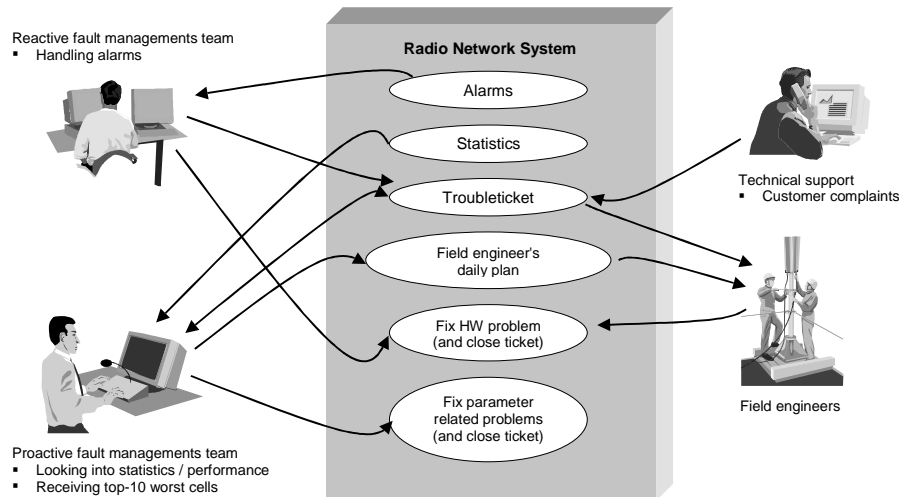 Reactive fault managements team
▪ Handling alarms
Radio Network System
Alarms
Statistics
Troubleticket
Field engineer's
daily plan
Fix HW problem
(and close ticket)
Fix parameter
related problems
(and close ticket)
Technical support
▪ Customer complaints
Field engineers
Proactive fault managements team
▪ Looking into statistics / performance
▪ Receiving top-10 worst cells